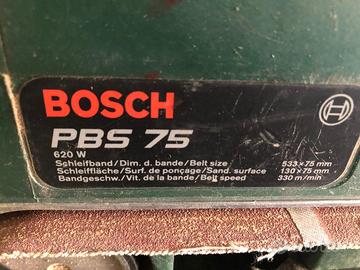 BOSCH
PBS 75
620 W
Schleifband/Dim. d. bande/Belt size 533×75 mm
Schleiffläche/Surf. de ponçage/Sand. surface 130×75 mm
Bandgeschw./Vit. de la bande/Belt speed 330 m/min